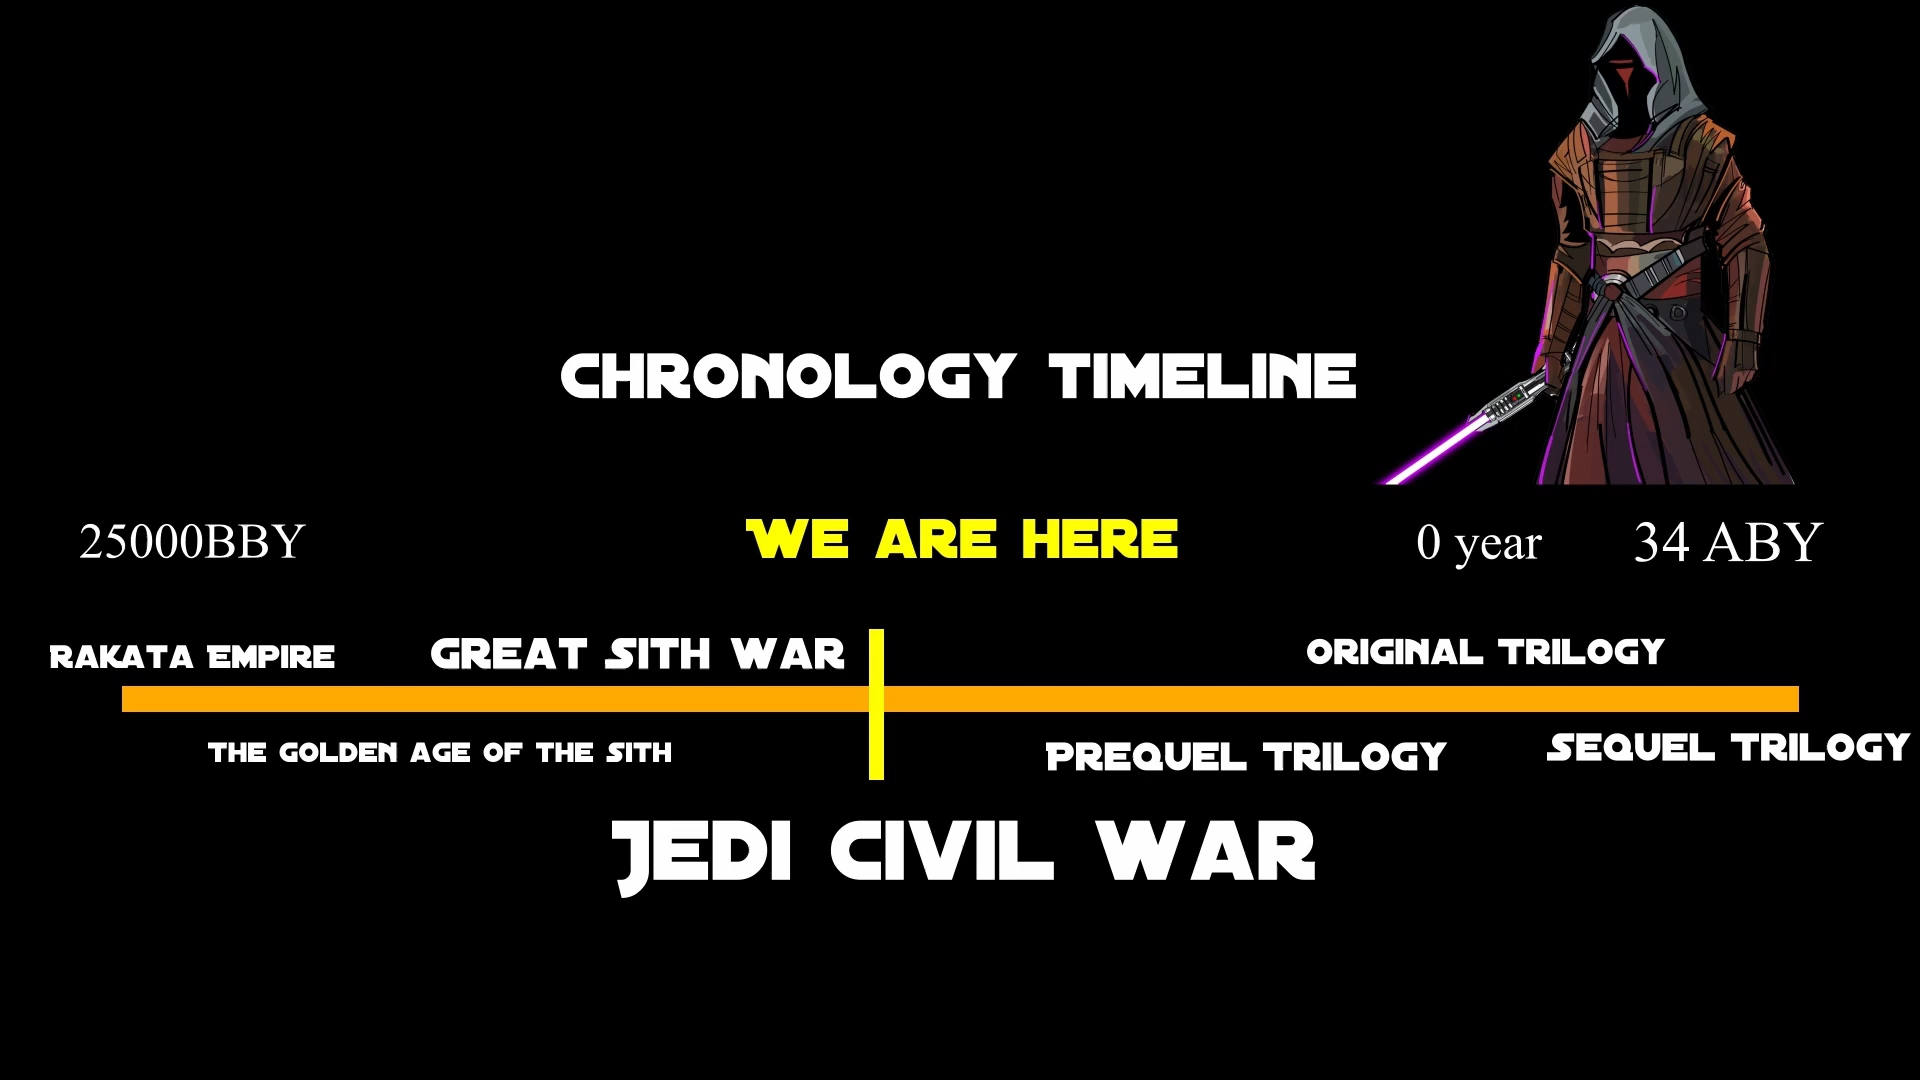 CHRONOLOGY TIMELINE
25000BBY
WE ARE HERE
0 year
34 ABY
RAKATA EMPIRE
GREAT SITH WAR
ORIGINAL TRILOGY
THE GOLDEN AGE OF THE SITH
PREQUEL TRILOGY
SEQUEL TRILOGY
JEDI CIVIL WAR